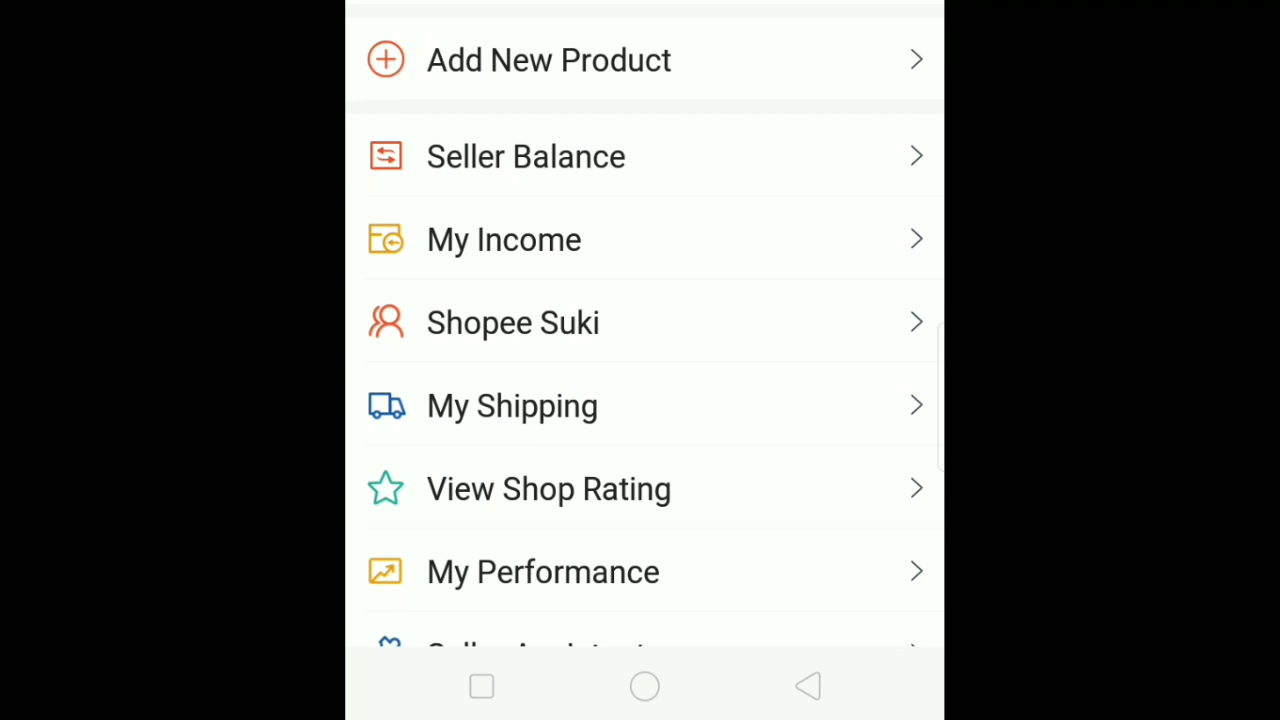 Add New Product
Seller Balance
My Income
Shopee Suki
My Shipping
View Shop Rating
My Performance